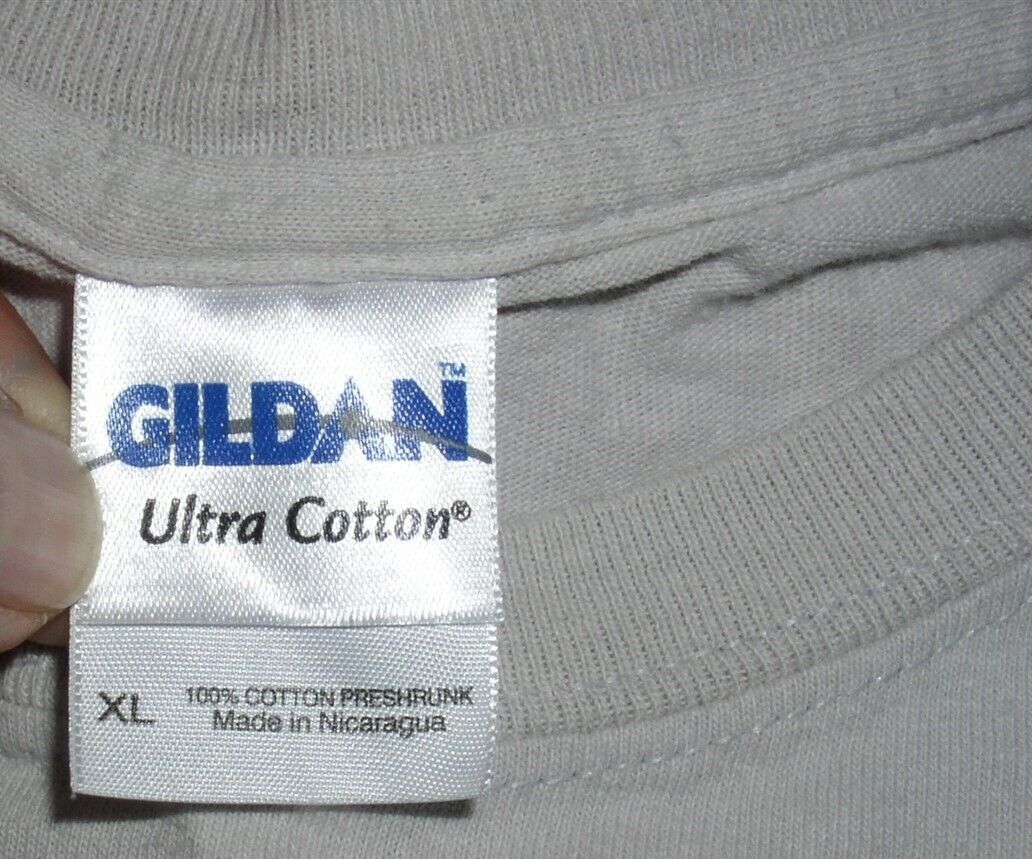 GILDAN™
Ultra Cotton®
XL 100% COTTON PRESHRUNK
Made in Nicaragua